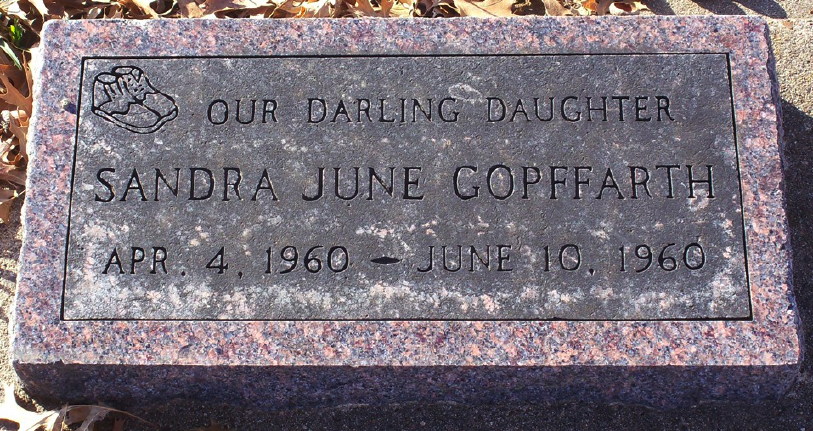 OUR DARLING DAUGHTER
SANDRA JUNE GOPFFARTH
APR. 4, 1960 - JUNE 10, 1960